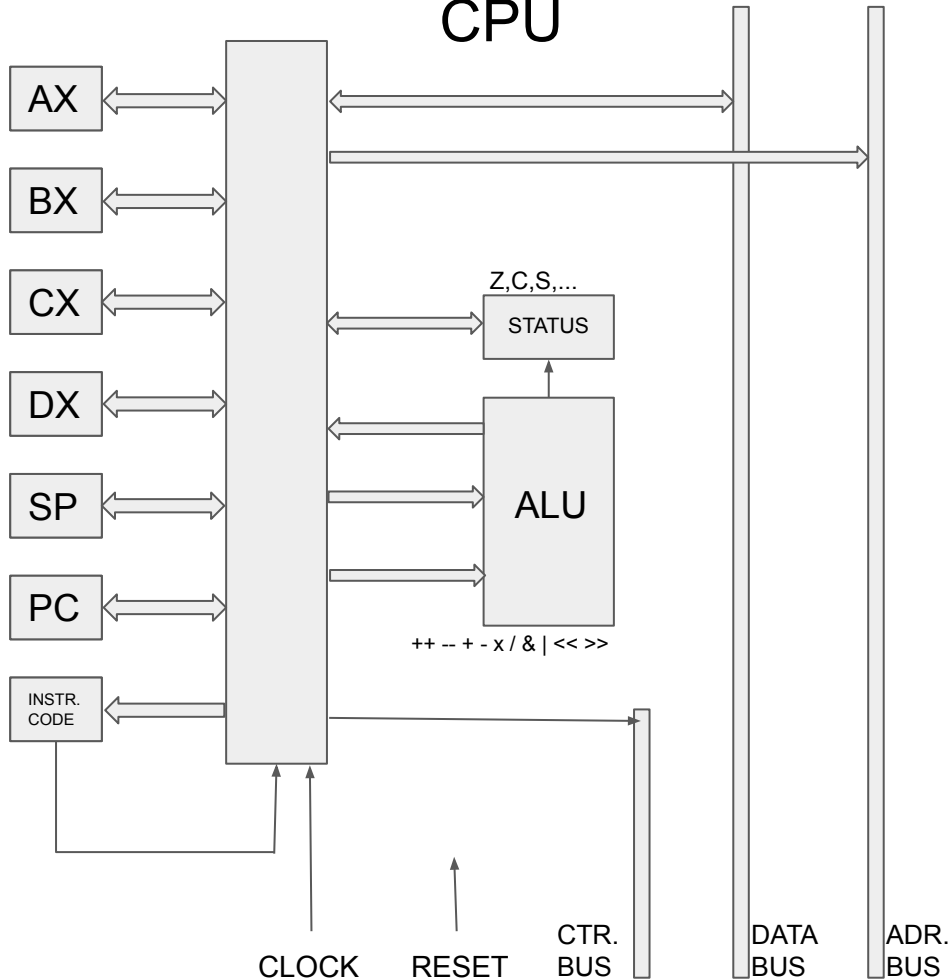 CPU
AX
BX
CX
Z,C,S,...
STATUS
DX
SP
ALU
PC
++ -- + - x / & | << >>
INSTR.
CODE
CLOCK
RESET
CTR.
BUS
DATA
BUS
ADR.
BUS